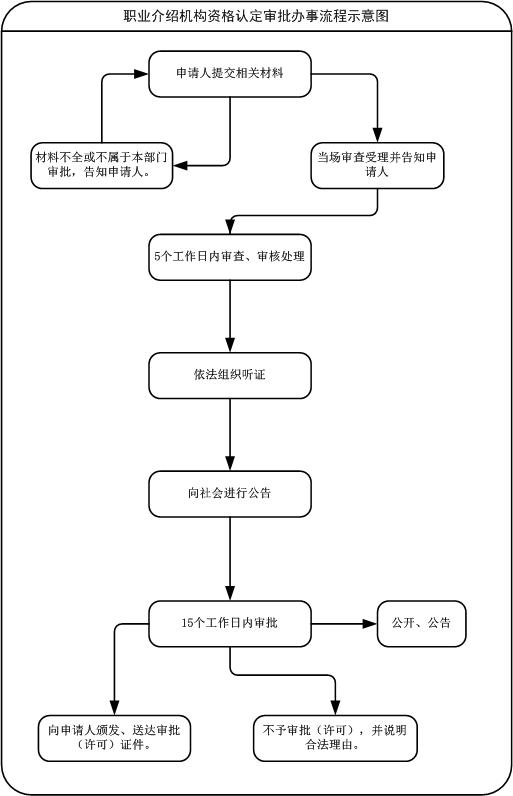 职业介绍机构资格认定审批办事流程示意图
申请人提交相关材料
材料不全或不属于本部门
审批，告知申请人。
当场审查受理并告知申
请人
5个工作日内审查、审核处理
依法组织听证
向社会进行公告
15个工作日内审批
公开、公告
向申请人颁发、送达审批
（许可）证件。
不予审批（许可），并说明
合法理由。